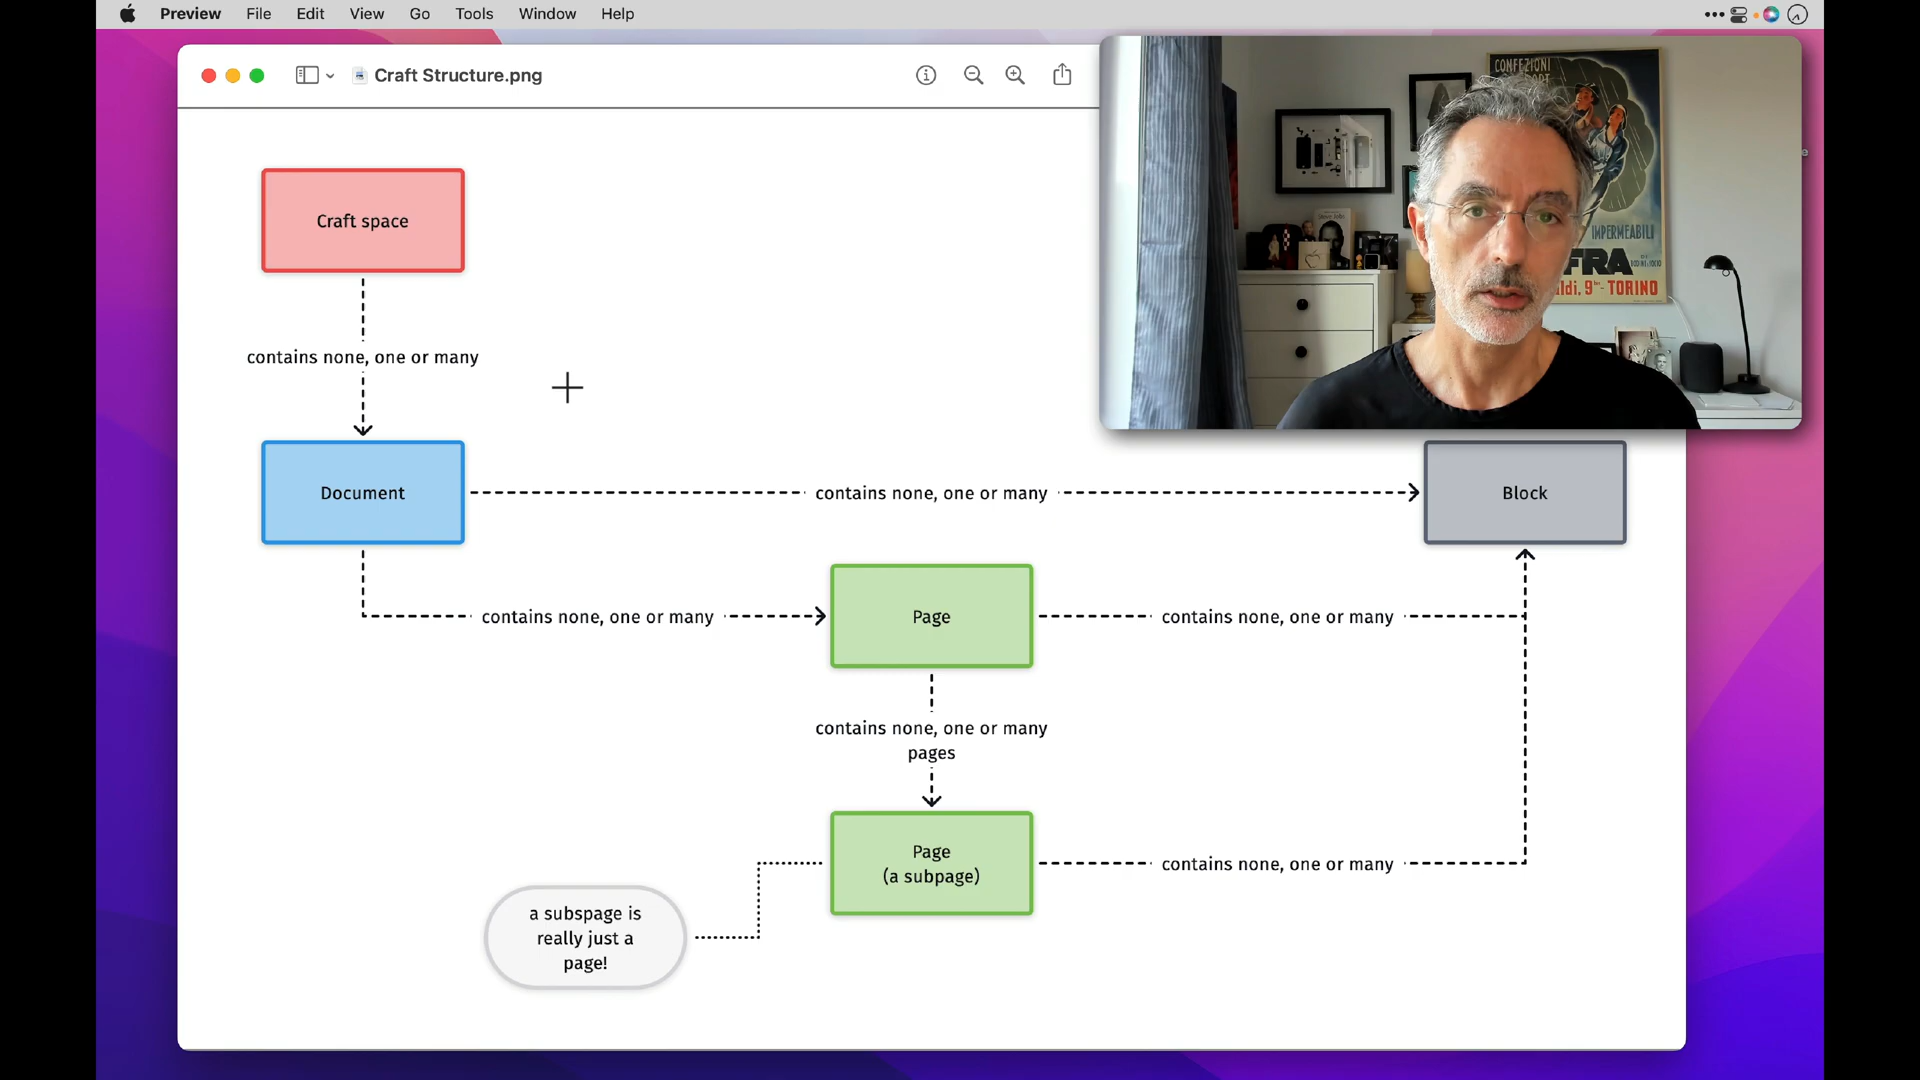 Preview File Edit View Go Tools Window Help
Craft Structure.png
CONFEZIONI
IMPERMEABILI
FRA
ldi, 9 - TORINO
Craft space
contains none, one or many
Document
contains none, one or many
Block
contains none, one or many
Page
contains none, one or many
contains none, one or many
pages
Page
(a subpage)
contains none, one or many
a subspage is
really just a
page!